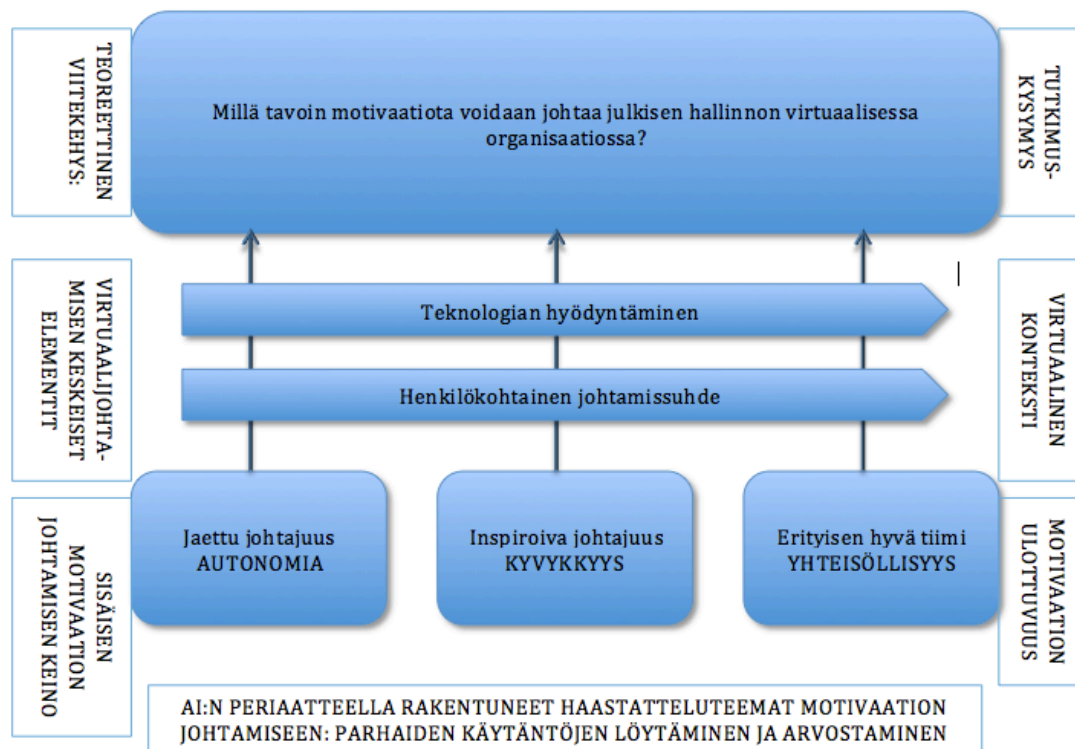 TEOREETTINEN
VIITEKEHYS:
Millä tavoin motivaatiota voidaan johtaa julkisen hallinnon virtuaalisessa
organisaatiossa?
TUTKIMUS-
KYSYMYS
VIRTUAALIJOHTA-
MISEN KESKEISET
ELEMENTIT
Teknologian hyödyntäminen
Henkilökohtainen johtamissuhde
VIRTUAALINEN
KONTEKSTI
SISÄISEN
MOTIVAATION
JOHTAMISEN KEINO
Jaettu johtajuus
AUTONOMIA
Inspiroiva johtajuus
KYVYKKYYS
Erityisen hyvä tiimi
YHTEISÖLLISYYS
MOTIVAATION
ULOTTUVUUS
AI:N PERIAATTEELLA RAKENTUNEET HAASTATTELUTEEMAT MOTIVAATION
JOHTAMISEEN: PARHAIDEN KÄYTÄNTÖJEN LÖYTÄMINEN JA ARVOSTAMINEN